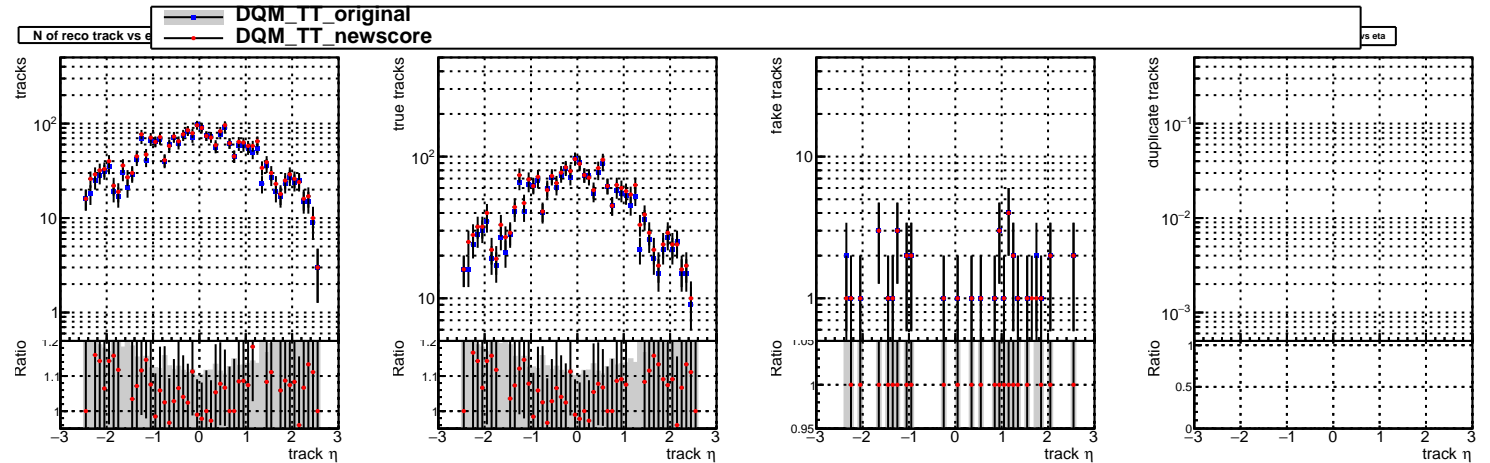 DQM_TT_original
DQM_TT_newscore
N of reco track vs e
vs eta
tracks
10²
10
1
Ratio
1.2
1.1
1
−3 −2 −1 0 1 2 3
track η
true tracks
10²
10
Ratio
1.2
1.1
1
−3 −2 −1 0 1 2 3
track η
fake tracks
10
1
Ratio
1.05
1
0.95
−3 −2 −1 0 1 2 3
track η
duplicate tracks
10⁻¹
10⁻²
10⁻³
Ratio
1
0.5
0
−3 −2 −1 0 1 2 3
track η